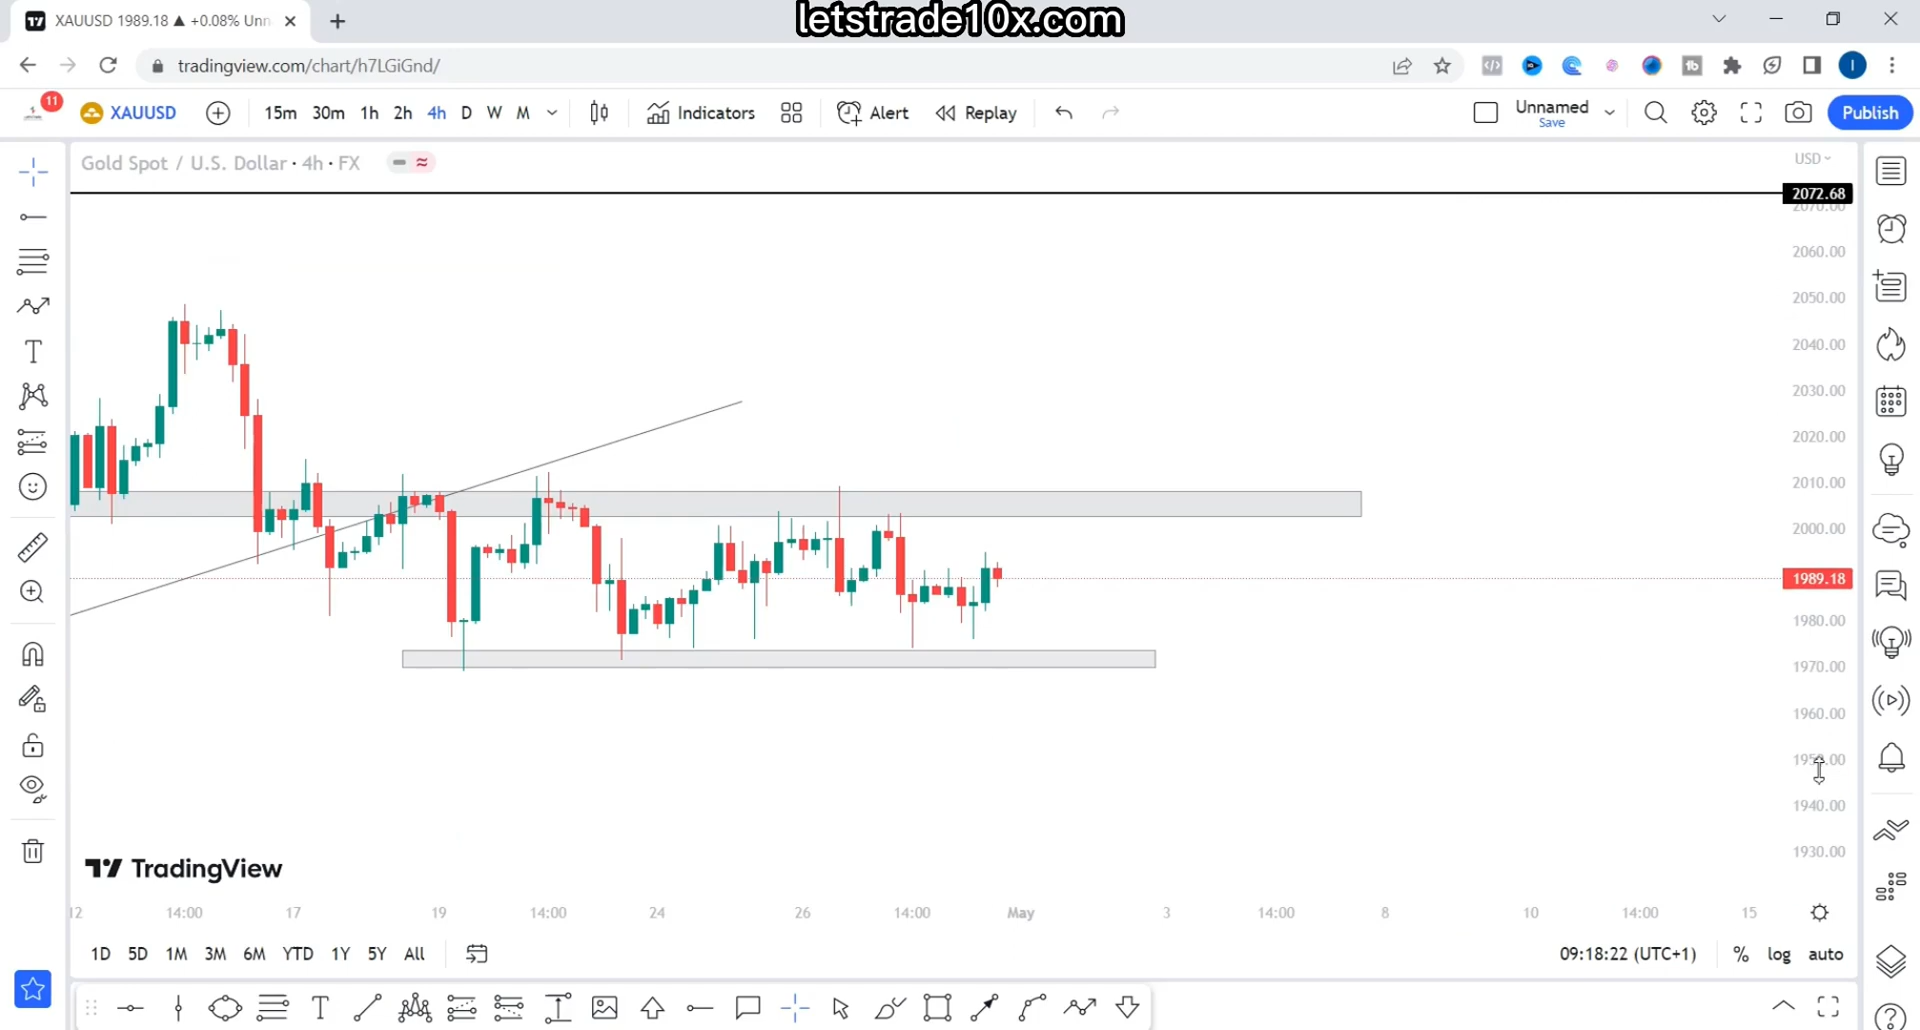 letstrade10x.com
XAUUSD 1989.18 ▲ +0.08% Unn
tradingview.com/chart/h7LGiGnd/
11
XAUUSD
15m 30m 1h 2h 4h D W M
Indicators
Alert
Replay
Unnamed
Save
Publish
Gold Spot / U.S. Dollar · 4h · FX
USD
2072.68
2070.00
2060.00
2050.00
2040.00
2030.00
2020.00
2010.00
2000.00
1989.18
1980.00
1970.00
1960.00
1950.00
1940.00
1930.00
TradingView
12 14:00 17 19 14:00 24 26 14:00 May 3 14:00 8 10 14:00 15
1D 5D 1M 3M 6M YTD 1Y 5Y All
09:18:22 (UTC+1) % log auto